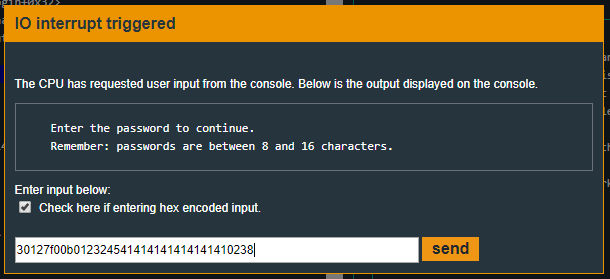 IO interrupt triggered
The CPU has requested user input from the console. Below is the output displayed on the console.
Enter the password to continue.
Remember: passwords are between 8 and 16 characters.
Enter input below:
Check here if entering hex encoded input.
30127f00b012324541414141414141410238
send